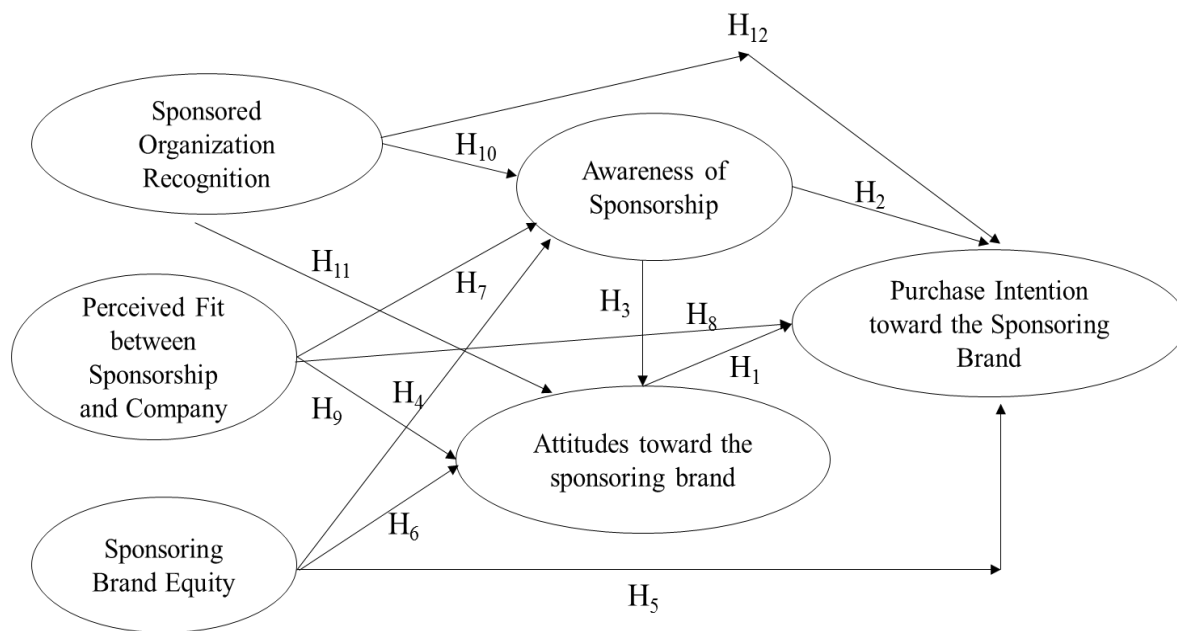 H12
Sponsored
Organization
Recognition
H10
Awareness of
Sponsorship
H2
H11
H7
Perceived Fit
between
Sponsorship
and Company
H3
H8
Purchase Intention
toward the Sponsoring
Brand
H1
H9
H4
Attitudes toward the
sponsoring brand
H6
Sponsoring
Brand Equity
H5